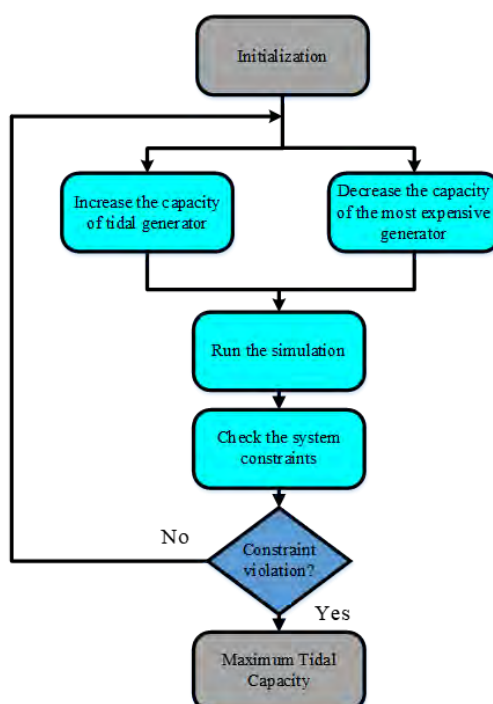 Initialization
Increase the capacity
of tidal generator
Decrease the capacity
of the most expensive
generator
Run the simulation
Check the system
constraints
No
Constraint
violation?
Yes
Maximum Tidal
Capacity